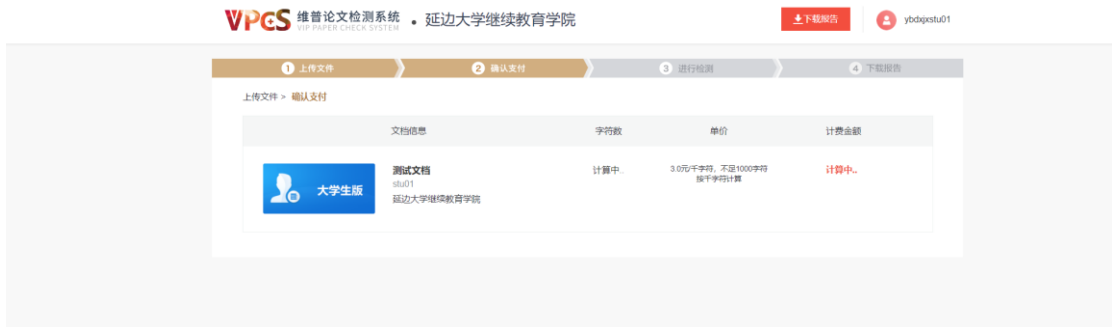 VPCS 维普论文检测系统 • 延边大学继续教育学院
VIP PAPER CHECK SYSTEM
下载报告
ybdxjxstu01
1 上传文件
2 确认支付
3 进行检测
4 下载报告
上传文件 > 确认支付
文档信息 字符数 单价 计费金额
大学生版
测试文档
stu01
延边大学继续教育学院
计算中.
3.0元/千字符，不足1000字符
按千字符计算
计算中..